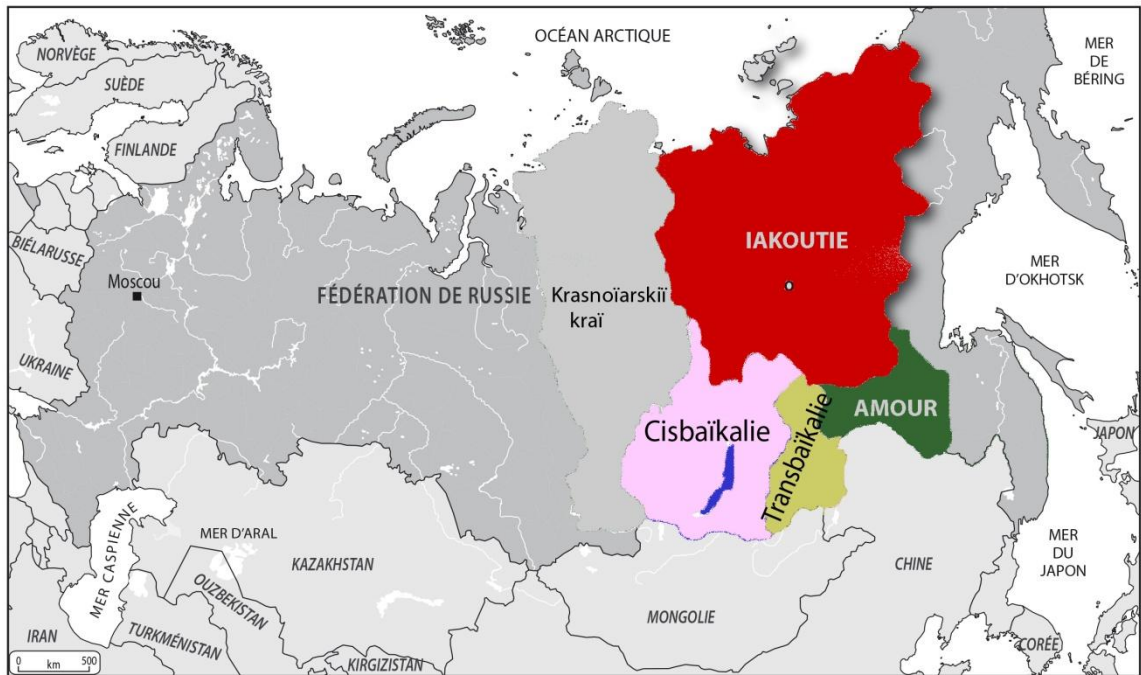 OCÉAN ARCTIQUE
MER
DE
BÉRING
NORVÈGE
SUÈDE
FINLANDE
BIÉLARUSSE
Moscou
UKRAINE
FÉDÉRATION DE RUSSIE
Krasnoïarskiï
kraï
IAKOUTIE
MER
D'OKHOTSK
AMOUR
Cisbaïkalie
Transbaïkalie
JAPON
MER CASPIENNE
MER D'ARAL
KAZAKHSTAN
OUZBEKISTAN
TURKMÉNISTAN
IRAN
KIRGIZISTAN
MONGOLIE
CHINE
MER
DU
JAPON
CORÉE
0 km 500